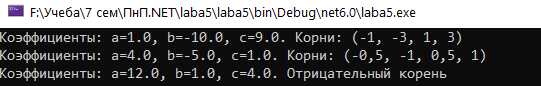 F:\Учеба\7 сем\ПнП.NET\laba5\laba5\bin\Debug\net6.0\laba5.exe
Коэффициенты: a=1.0, b=-10.0, c=9.0. Корни: (-1, -3, 1, 3)
Коэффициенты: a=4.0, b=-5.0, c=1.0. Корни: (-0,5, -1, 0,5, 1)
Коэффициенты: a=12.0, b=1.0, c=4.0. Отрицательный корень